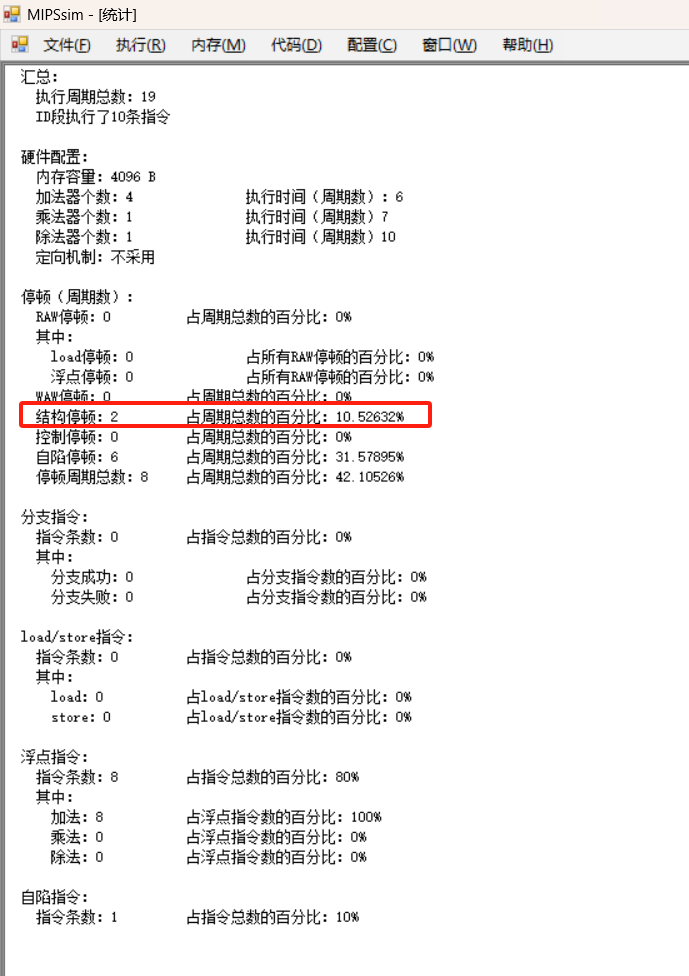 MIPSsim - [统计]
文件(F) 执行(R) 内存(M) 代码(D) 配置(C) 窗口(W) 帮助(H)
汇总:
执行周期总数: 19
ID段执行了10条指令
硬件配置:
内存容量: 4096 B
加法器个数: 4 执行时间（周期数）: 6
乘法器个数: 1 执行时间（周期数）7
除法器个数: 1 执行时间（周期数）10
定向机制: 不采用
停顿（周期数）:
RAW停顿: 0 占周期总数的百分比: 0%
其中:
load停顿: 0 占所有RAW停顿的百分比: 0%
浮点停顿: 0 占所有RAW停顿的百分比: 0%
WAW停顿: 0 占周期总数的百分比: 0%
结构停顿: 2 占周期总数的百分比: 10.52632%
控制停顿: 0 占周期总数的百分比: 0%
自陷停顿: 6 占周期总数的百分比: 31.57895%
停顿周期总数: 8 占周期总数的百分比: 42.10526%
分支指令:
指令条数: 0 占指令总数的百分比: 0%
其中:
分支成功: 0 占分支指令数的百分比: 0%
分支失败: 0 占分支指令数的百分比: 0%
load/store指令:
指令条数: 0 占指令总数的百分比: 0%
其中:
load: 0 占load/store指令数的百分比: 0%
store: 0 占load/store指令数的百分比: 0%
浮点指令:
指令条数: 8 占指令总数的百分比: 80%
其中:
加法: 8 占浮点指令数的百分比: 100%
乘法: 0 占浮点指令数的百分比: 0%
除法: 0 占浮点指令数的百分比: 0%
自陷指令:
指令条数: 1 占指令总数的百分比: 10%